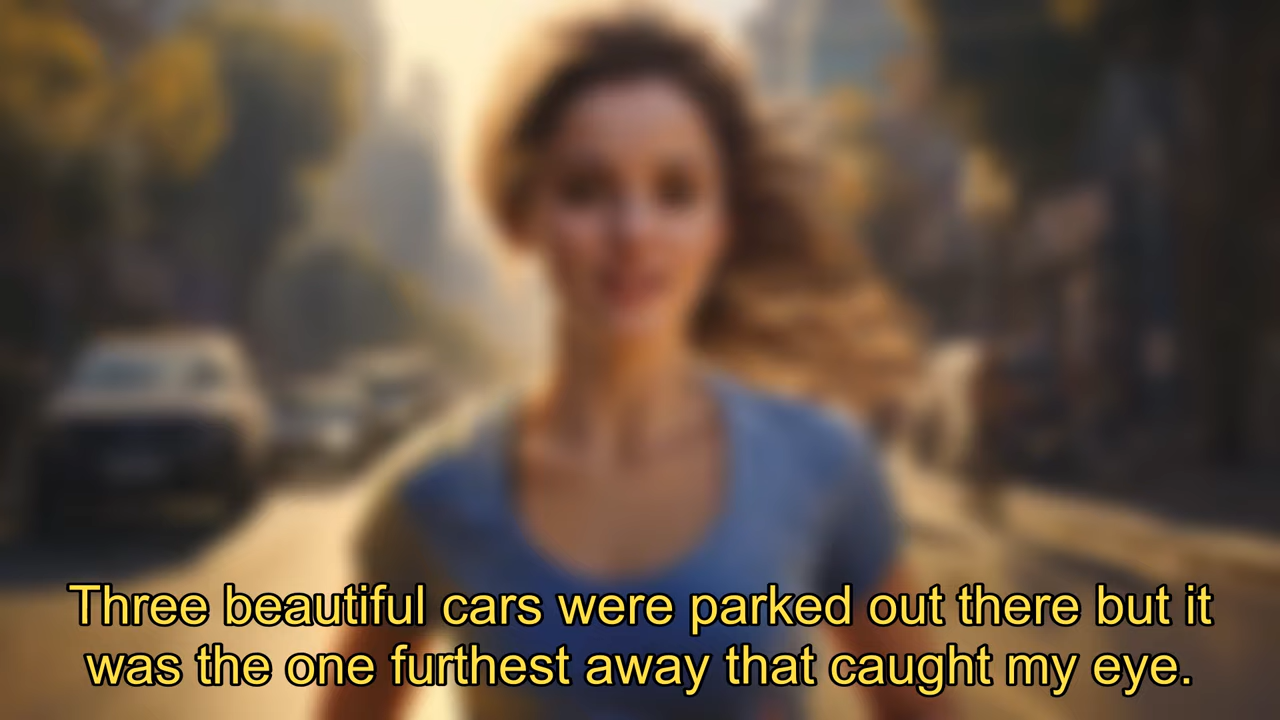 Three beautiful cars were parked out there but it
was the one furthest away that caught my eye.